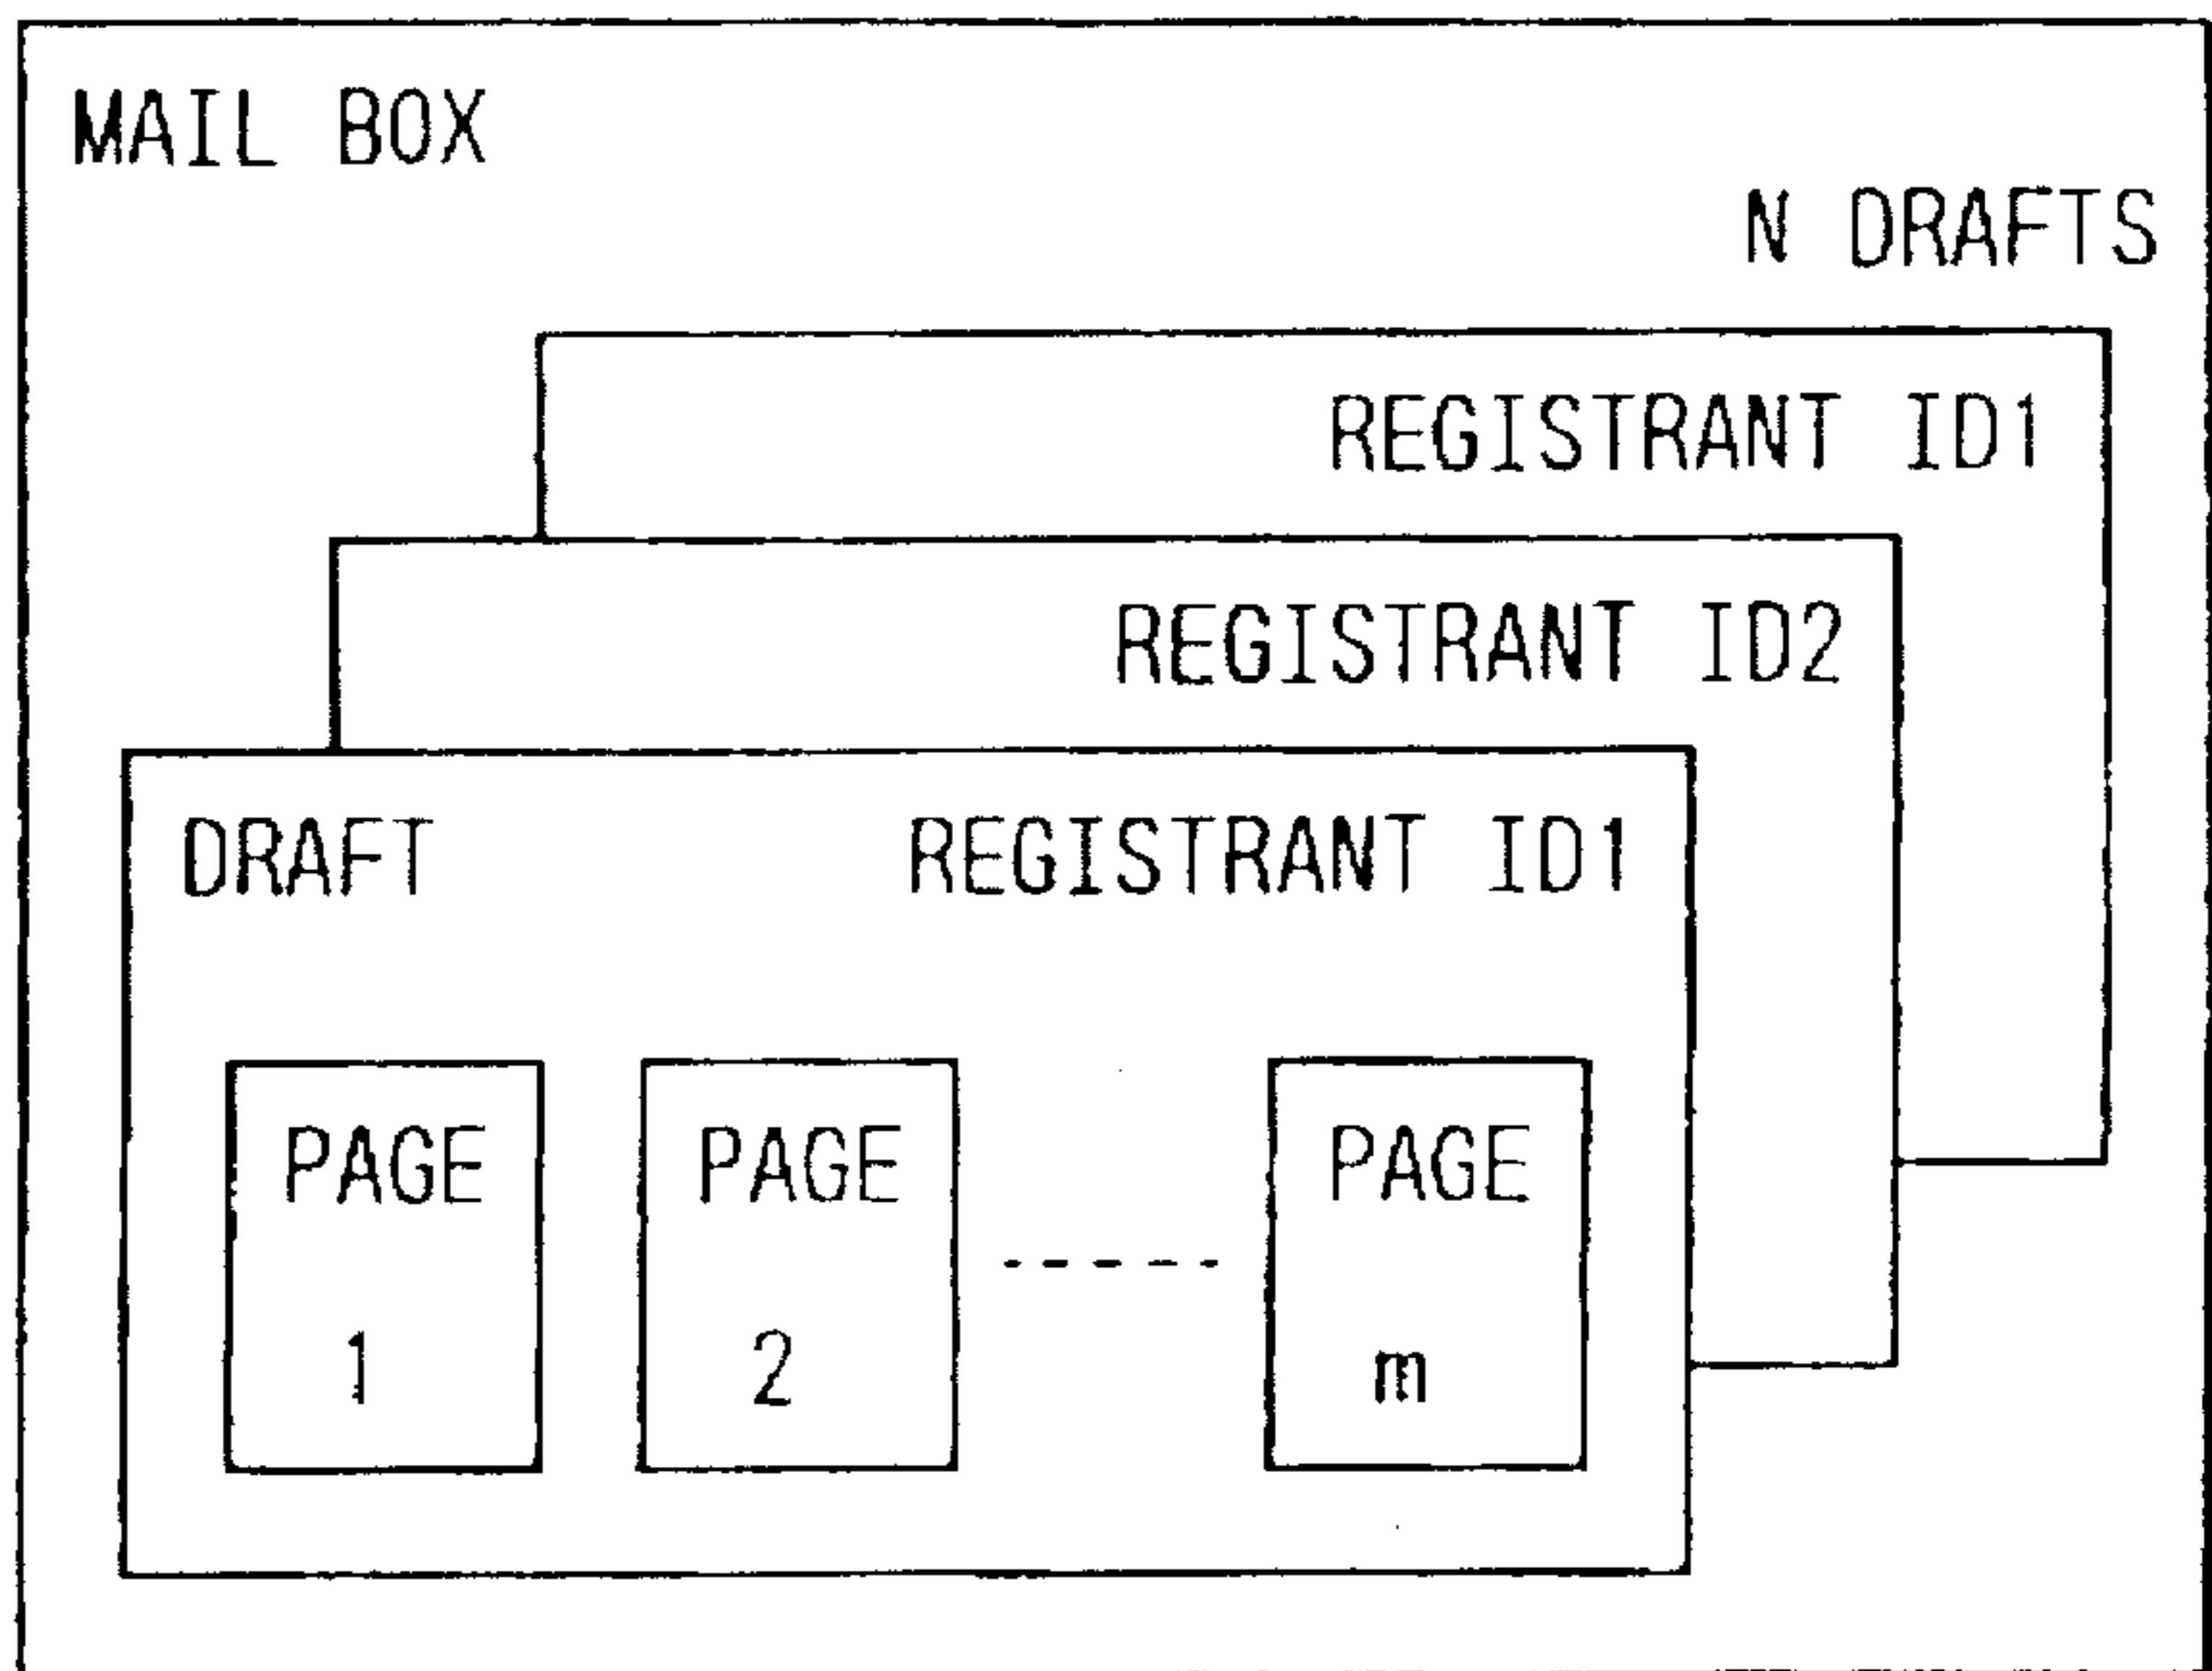 MAIL BOX
N DRAFTS
REGISTRANT ID1
REGISTRANT ID2
DRAFT REGISTRANT ID1
PAGE PAGE PAGE
1 2 m